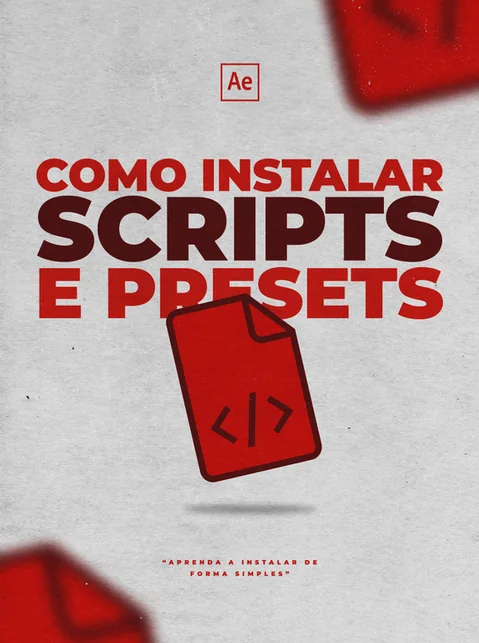 Ae
COMO INSTALAR
SCRIPTS
E PRESETS
</>
"APRENDA A INSTALAR DE
FORMA SIMPLES"